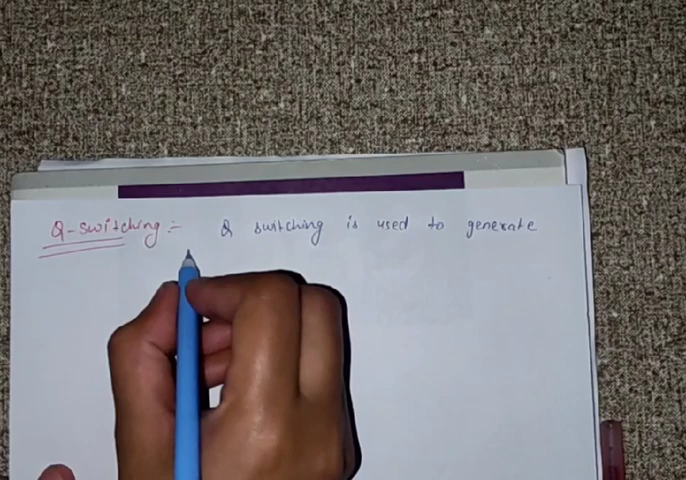 Q-switching :- Q switching is used to generate